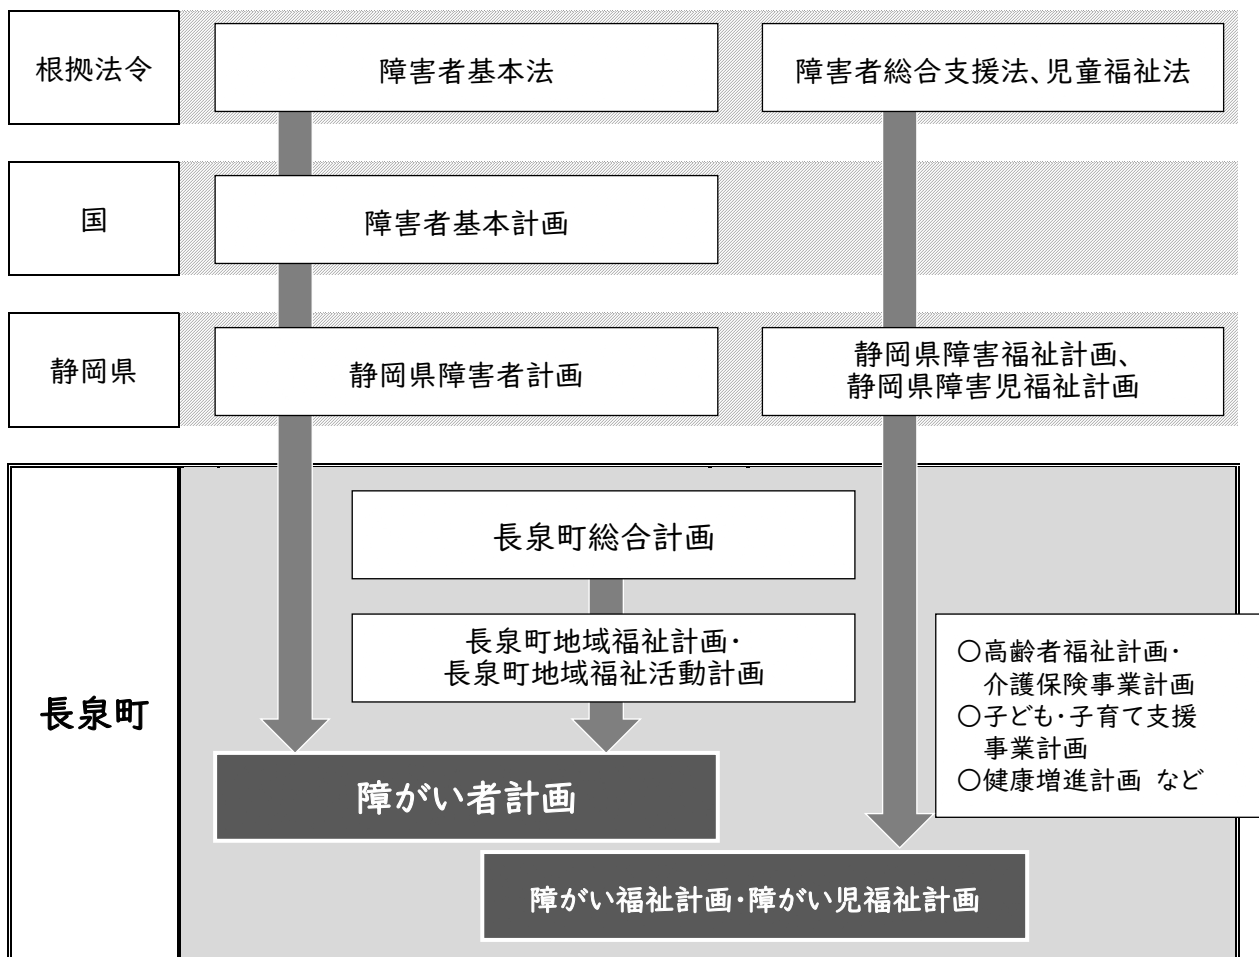 根拠法令
障害者基本法
障害者総合支援法、児童福祉法
国
障害者基本計画
静岡県
静岡県障害者計画
静岡県障害福祉計画、
静岡県障害児福祉計画
長泉町
長泉町総合計画
長泉町地域福祉計画・
長泉町地域福祉活動計画
○高齢者福祉計画・
介護保険事業計画
○子ども・子育て支援
事業計画
○健康増進計画 など
障がい者計画
障がい福祉計画・障がい児福祉計画